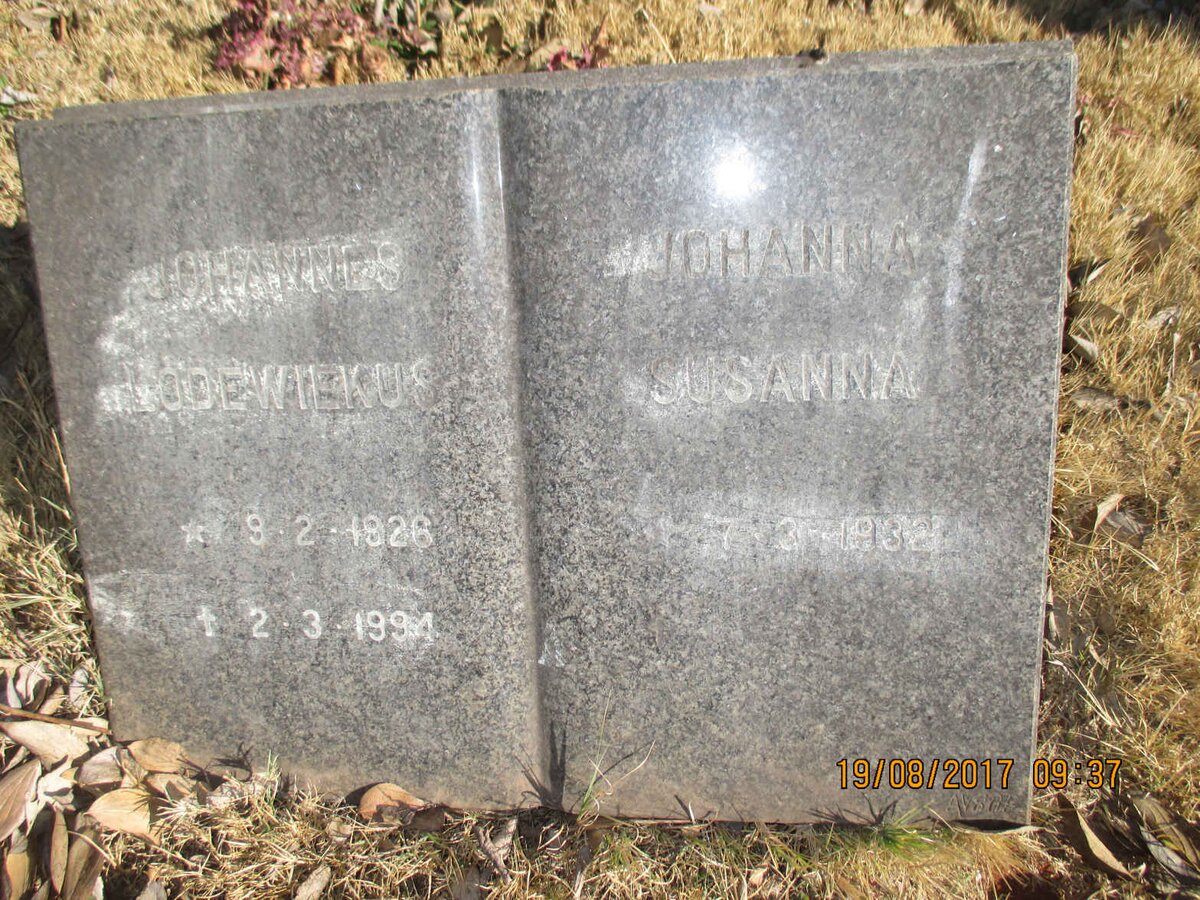 JOHANNES
LODEWIEKUS
★ 9·2·1926
† 2·3·1994
JOHANNA
SUSANNA
★ 7·3·1932
19/08/2017 09:37